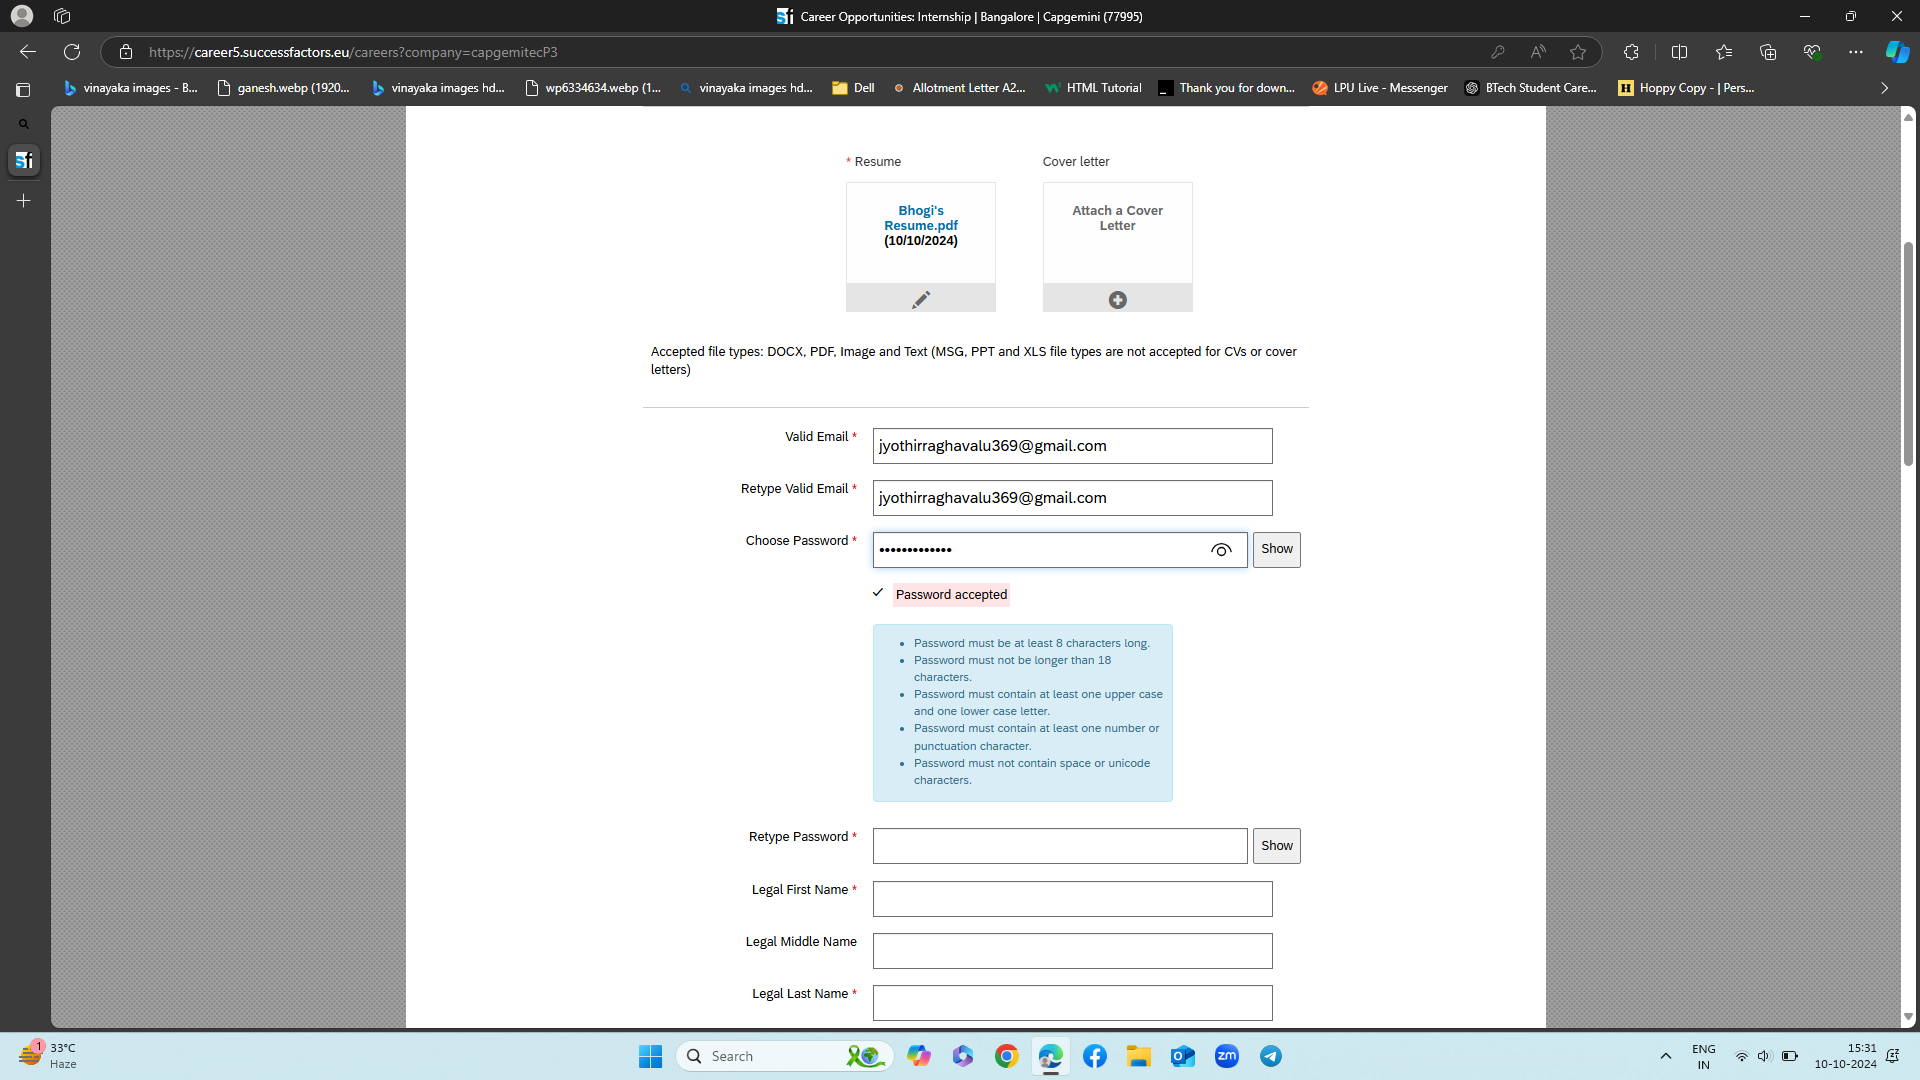 Career Opportunities: Internship | Bangalore | Capgemini (77995)
https://career5.successfactors.eu/careers?company=capgemitecP3
vinayaka images - B...
ganesh.webp (1920...
vinayaka images hd...
wp6334634.webp (1...
vinayaka images hd...
Dell
Allotment Letter A2...
HTML Tutorial
Thank you for down...
LPU Live - Messenger
BTech Student Care...
H
Hoppy Copy - | Pers...
* Resume
Cover letter
Bhogi's
Resume.pdf
(10/10/2024)
Attach a Cover
Letter
Accepted file types: DOCX, PDF, Image and Text (MSG, PPT and XLS file types are not accepted for CVs or cover
letters)
Valid Email *
jyothirraghavalu369@gmail.com
Retype Valid Email *
jyothirraghavalu369@gmail.com
Choose Password *
•••••••••••••
Show
Password accepted
• Password must be at least 8 characters long.
• Password must not be longer than 18
characters.
• Password must contain at least one upper case
and one lower case letter.
• Password must contain at least one number or
punctuation character.
• Password must not contain space or unicode
characters.
Retype Password *
Show
Legal First Name *
Legal Middle Name
Legal Last Name *
1
33°C
Haze
Search
zm
ENG
IN
15:31
10-10-2024